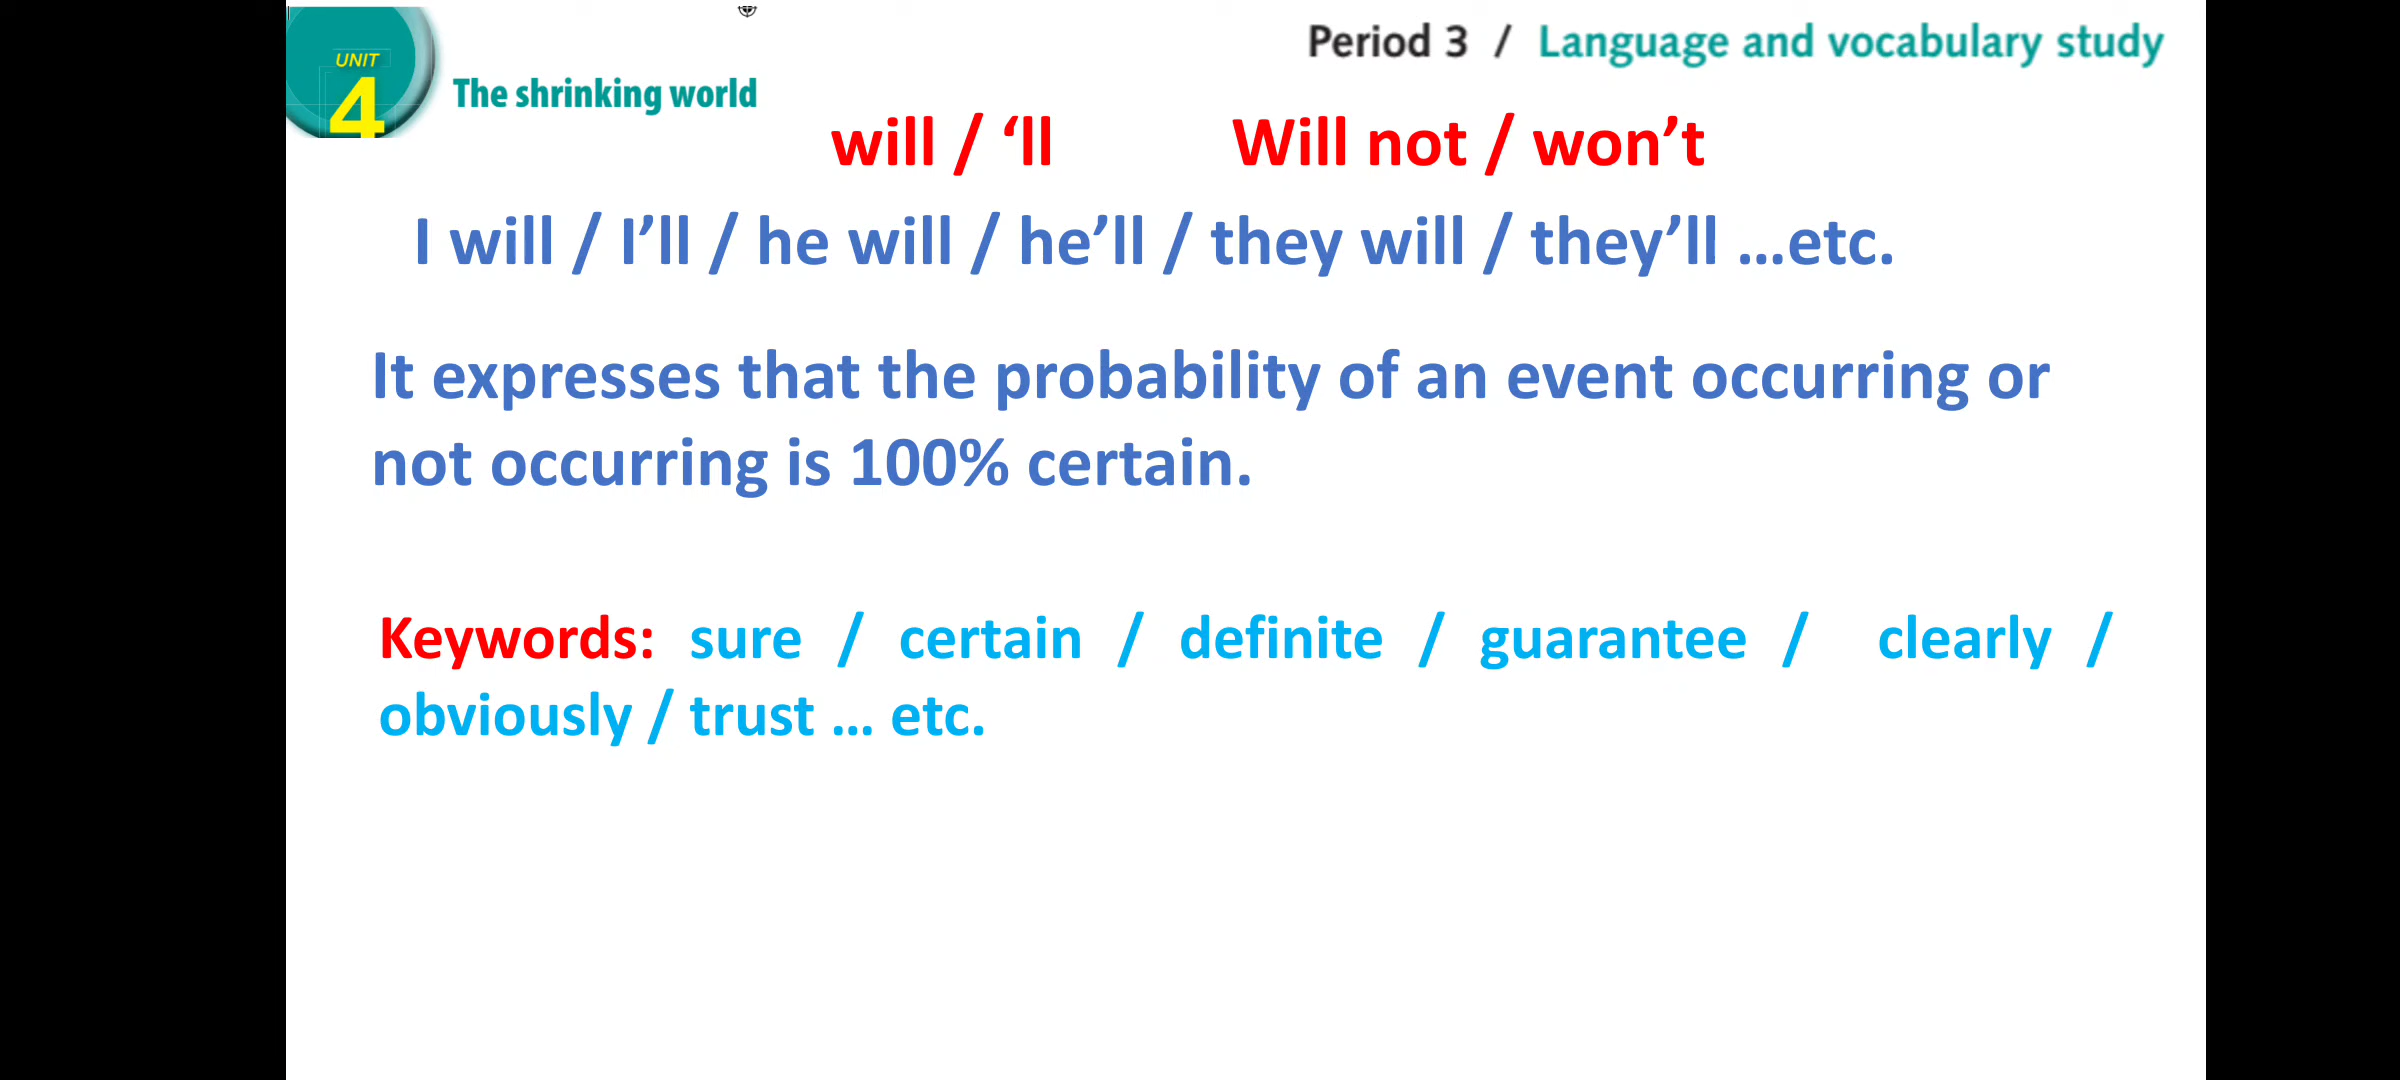 UNIT
4
The shrinking world
Period 3 / Language and vocabulary study
will / ‘ll Will not / won’t
I will / I’ll / he will / he’ll / they will / they’ll ...etc.
It expresses that the probability of an event occurring or
not occurring is 100% certain.
Keywords: sure / certain / definite / guarantee / clearly /
obviously / trust ... etc.